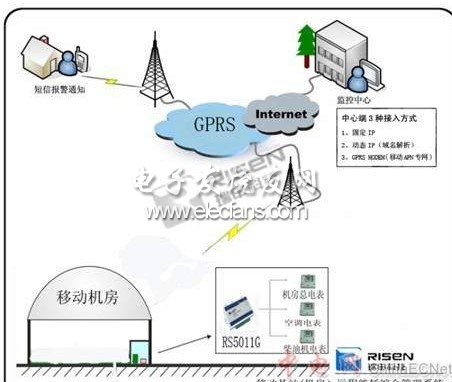 短信报警通知
GPRS
Internet
监控中心
中心端3种接入方式
1、固定IP
2、动态IP(域名解析)
3、GPRS MODEM(移动APN专网)
RISEN
电子发烧友网
www.elecfans.com
移动机房
RS5011G
机房总电表
空调电表
柴油机电表
RISEN
ChinaECNet